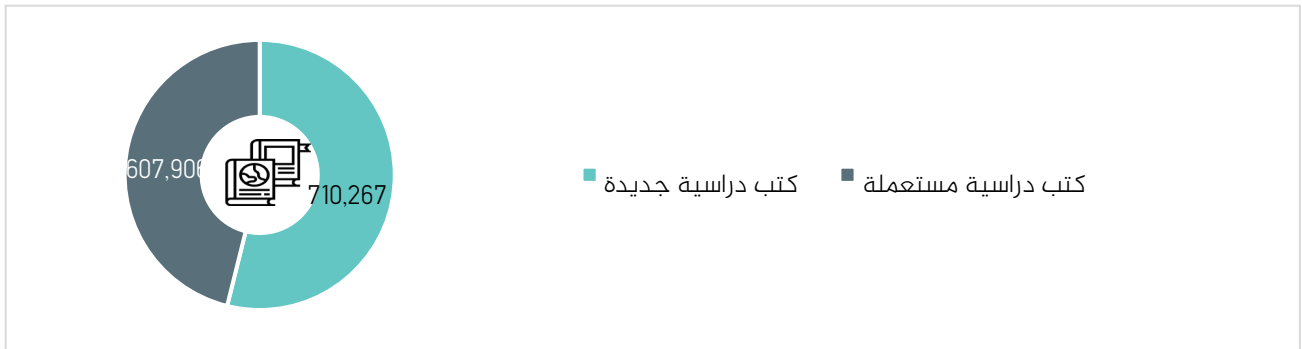 607,906
710,267
كتب دراسية جديدة
كتب دراسية مستعملة